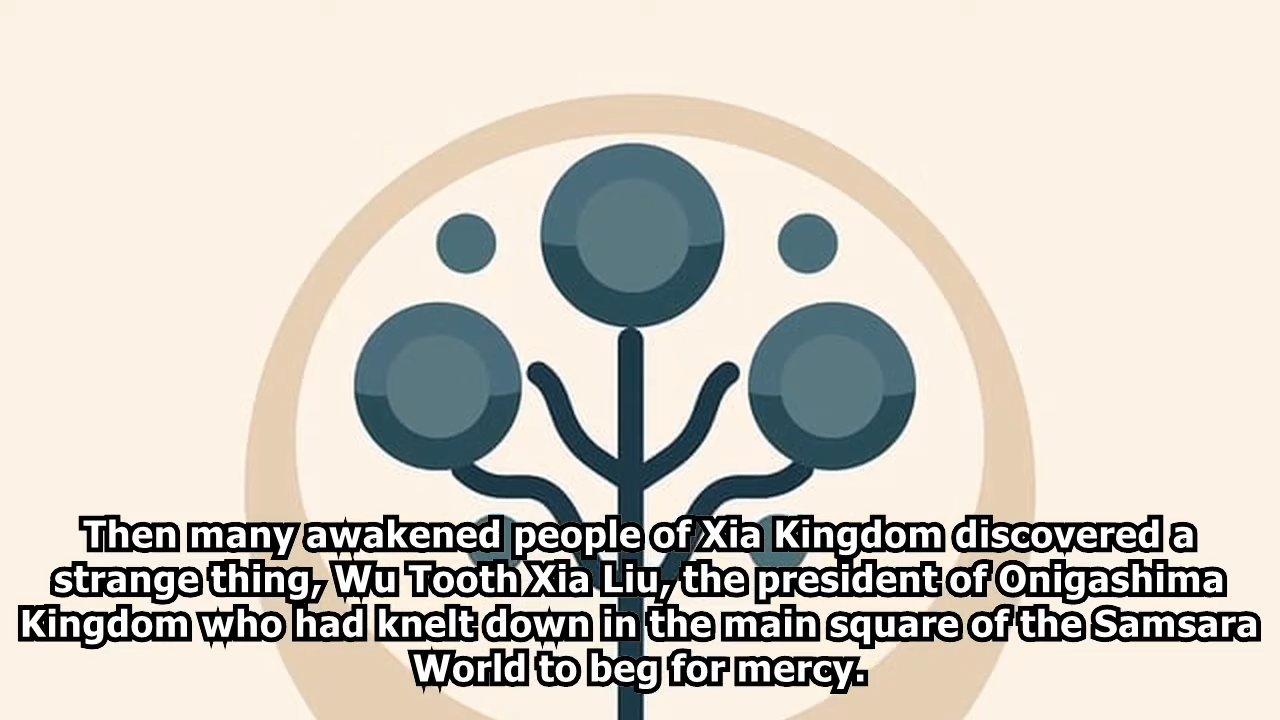 Then many awakened people of Xia Kingdom discovered a
strange thing, Wu Tooth Xia Liu, the president of Onigashima
Kingdom who had knelt down in the main square of the Samsara
World to beg for mercy.